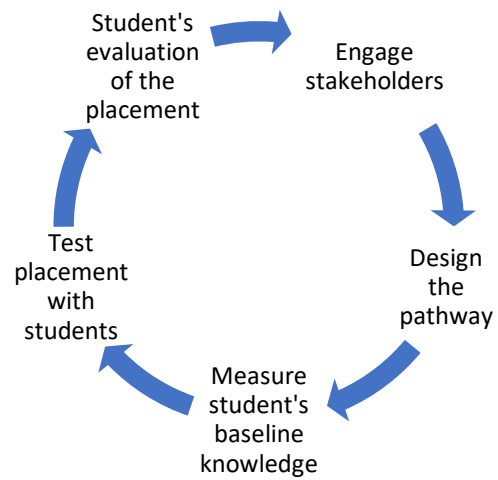 Student's
evaluation
of the
placement
Engage
stakeholders
Design
the
pathway
Measure
student's
baseline
knowledge
Test
placement
with
students